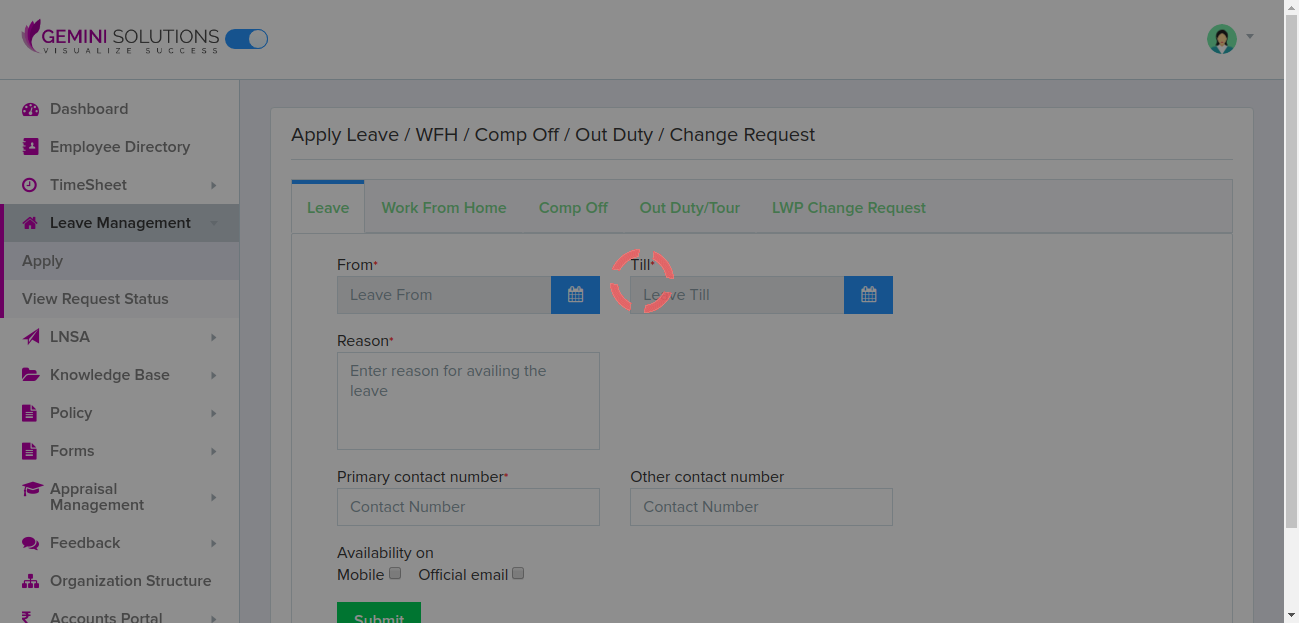 GEMINI SOLUTIONS
VISUALIZE SUCCESS
Dashboard
Employee Directory
TimeSheet
Leave Management
Apply
View Request Status
LNSA
Knowledge Base
Policy
Forms
Appraisal
Management
Feedback
Organization Structure
Accounts Portal
Apply Leave / WFH / Comp Off / Out Duty / Change Request
Leave Work From Home Comp Off Out Duty/Tour LWP Change Request
From* Till*
Leave From Leave Till
Reason*
Enter reason for availing the
leave
Primary contact number* Other contact number
Contact Number Contact Number
Availability on
Mobile Official email
Submit